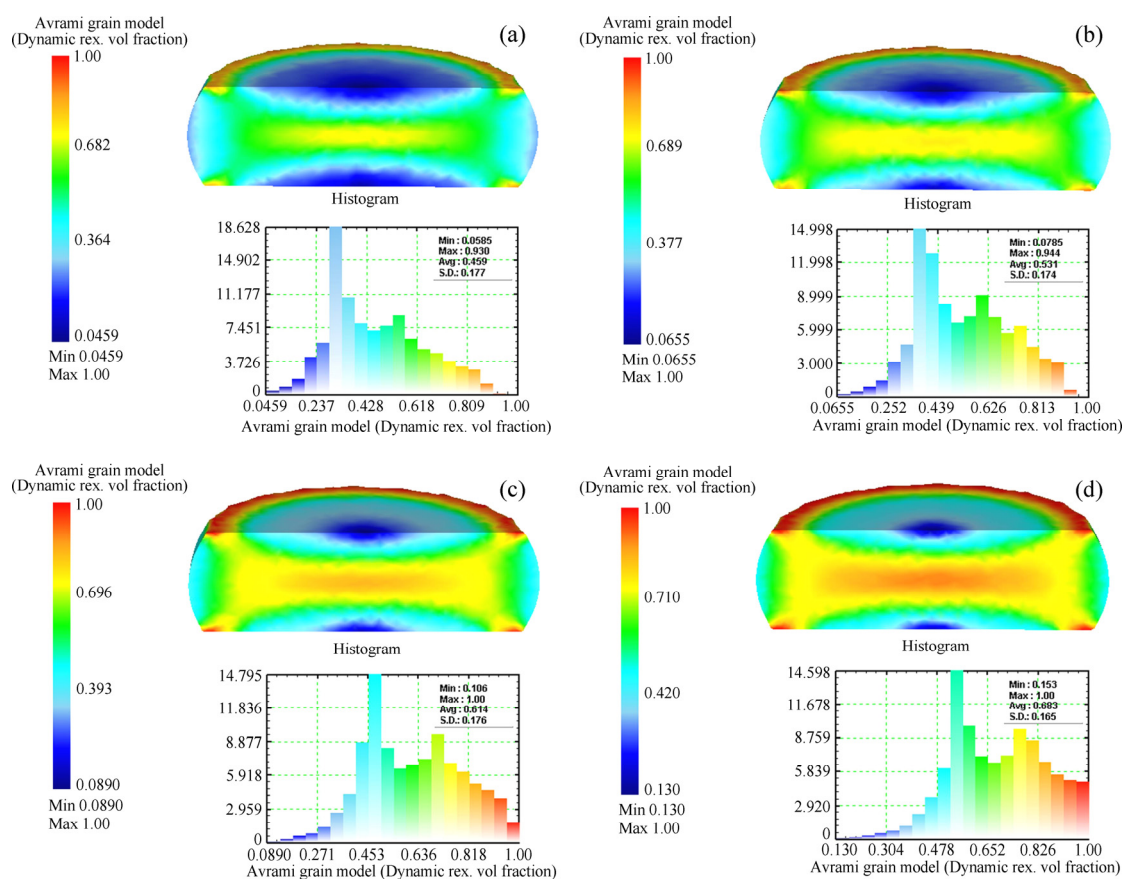 Avrami grain model
(Dynamic rex. vol fraction)
1.00
0.682
0.364
0.0459
Min 0.0459
Max 1.00
(a)
Histogram
18.628
14.902
11.177
7.451
3.726
0
Min : 0.0585
Max : 0.930
Avg : 0.459
S.D.: 0.177
0.0459 0.237 0.428 0.618 0.809 1.00
Avrami grain model (Dynamic rex. vol fraction)
Avrami grain model
(Dynamic rex. vol fraction)
1.00
0.689
0.377
0.0655
Min 0.0655
Max 1.00
(b)
Histogram
14.998
11.998
8.999
5.999
3.000
0
Min : 0.0785
Max : 0.944
Avg : 0.531
S.D.: 0.174
0.0655 0.252 0.439 0.626 0.813 1.00
Avrami grain model (Dynamic rex. vol fraction)
Avrami grain model
(Dynamic rex. vol fraction)
1.00
0.696
0.393
0.0890
Min 0.0890
Max 1.00
(c)
Histogram
14.795
11.836
8.877
5.918
2.959
0
Min : 0.106
Max : 1.00
Avg : 0.614
S.D.: 0.176
0.0890 0.271 0.453 0.636 0.818 1.00
Avrami grain model (Dynamic rex. vol fraction)
Avrami grain model
(Dynamic rex. vol fraction)
1.00
0.710
0.420
0.130
Min 0.130
Max 1.00
(d)
Histogram
14.598
11.678
8.759
5.839
2.920
0
Min : 0.153
Max : 1.00
Avg : 0.683
S.D.: 0.165
0.130 0.304 0.478 0.652 0.826 1.00
Avrami grain model (Dynamic rex. vol fraction)